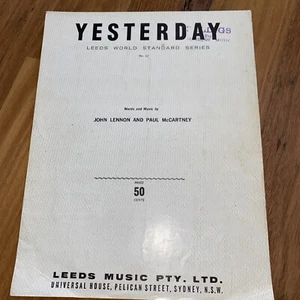 YESTERDAY
LEEDS WORLD STANDARD SERIES
Words and Music by
JOHN LENNON AND PAUL McCARTNEY
PRICE
50
CENTS
LEEDS MUSIC PTY. LTD.
UNIVERSAL HOUSE, PELICAN STREET, SYDNEY, N.S.W.